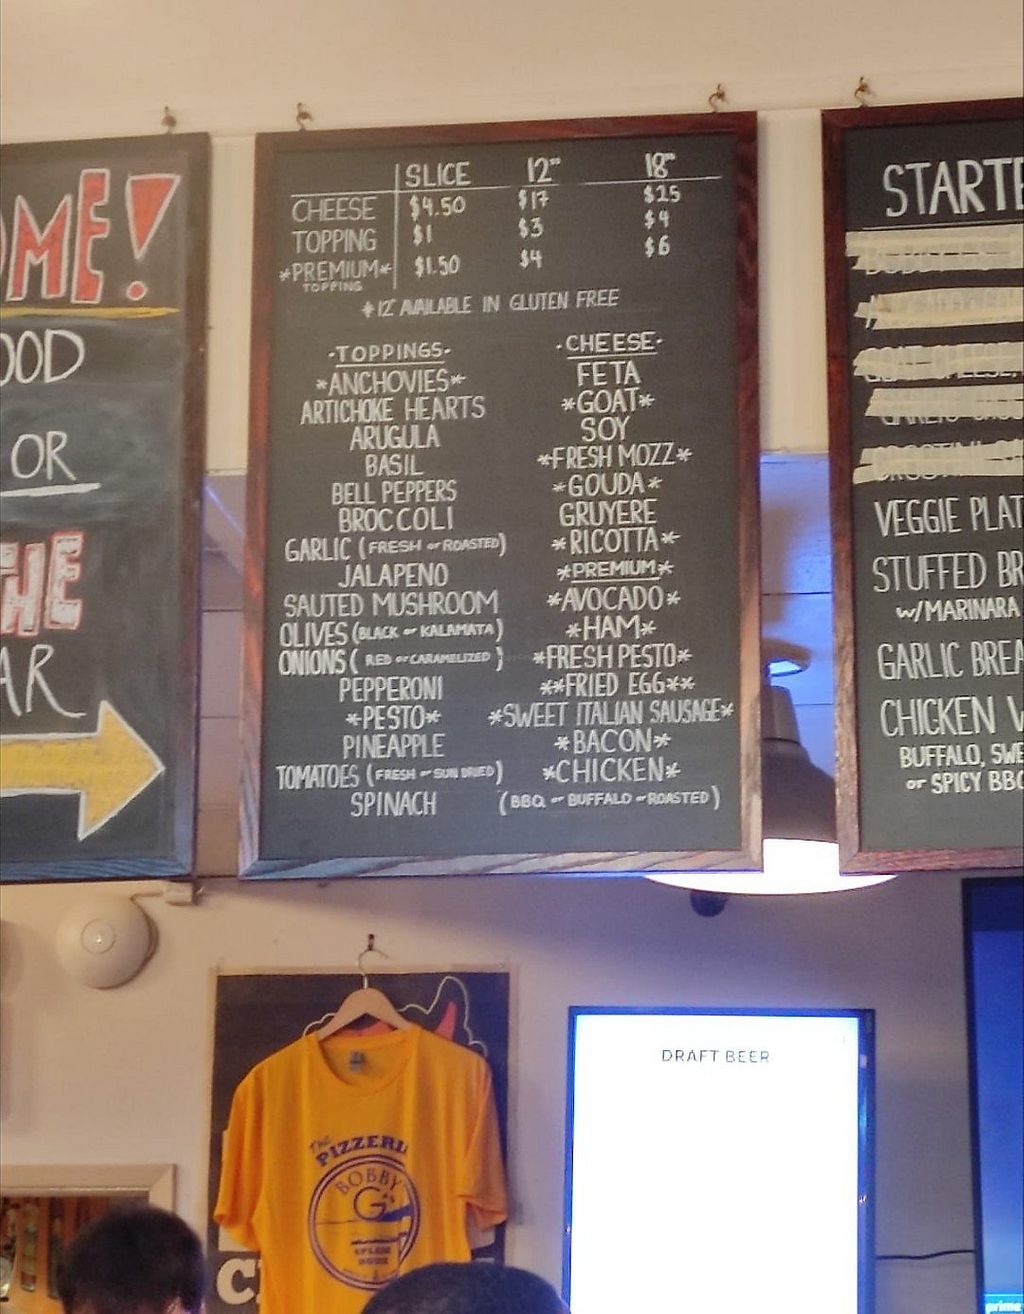 OME!
OOD
OR
THE
AR
SLICE 12" 18"
CHEESE $4.50 $17 $25
TOPPING $1 $3 $4
*PREMIUM* $1.50 $4 $6
TOPPING
*12" AVAILABLE IN GLUTEN FREE
-TOPPINGS-
*ANCHOVIES*
ARTICHOKE HEARTS
ARUGULA
BASIL
BELL PEPPERS
BROCCOLI
GARLIC (FRESH or ROASTED)
JALAPENO
SAUTED MUSHROOM
OLIVES (BLACK or KALAMATA)
ONIONS (RED or CARAMELIZED)
PEPPERONI
*PESTO*
PINEAPPLE
TOMATOES (FRESH or SUN DRIED)
SPINACH
-CHEESE-
FETA
*GOAT*
SOY
*FRESH MOZZ*
*GOUDA*
GRUYERE
*RICOTTA*
*PREMIUM*
*AVOCADO*
*HAM*
*FRESH PESTO*
**FRIED EGG**
*SWEET ITALIAN SAUSAGE*
*BACON*
*CHICKEN*
(BBQ or BUFFALO or ROASTED)
STARTE
VEGGIE PLAT
STUFFED BR
W/MARINARA
GARLIC BREA
CHICKEN W
BUFFALO, SWE
or SPICY BBQ
The
PIZZERI
BOBBY
G's
DRAFT BEER
prime